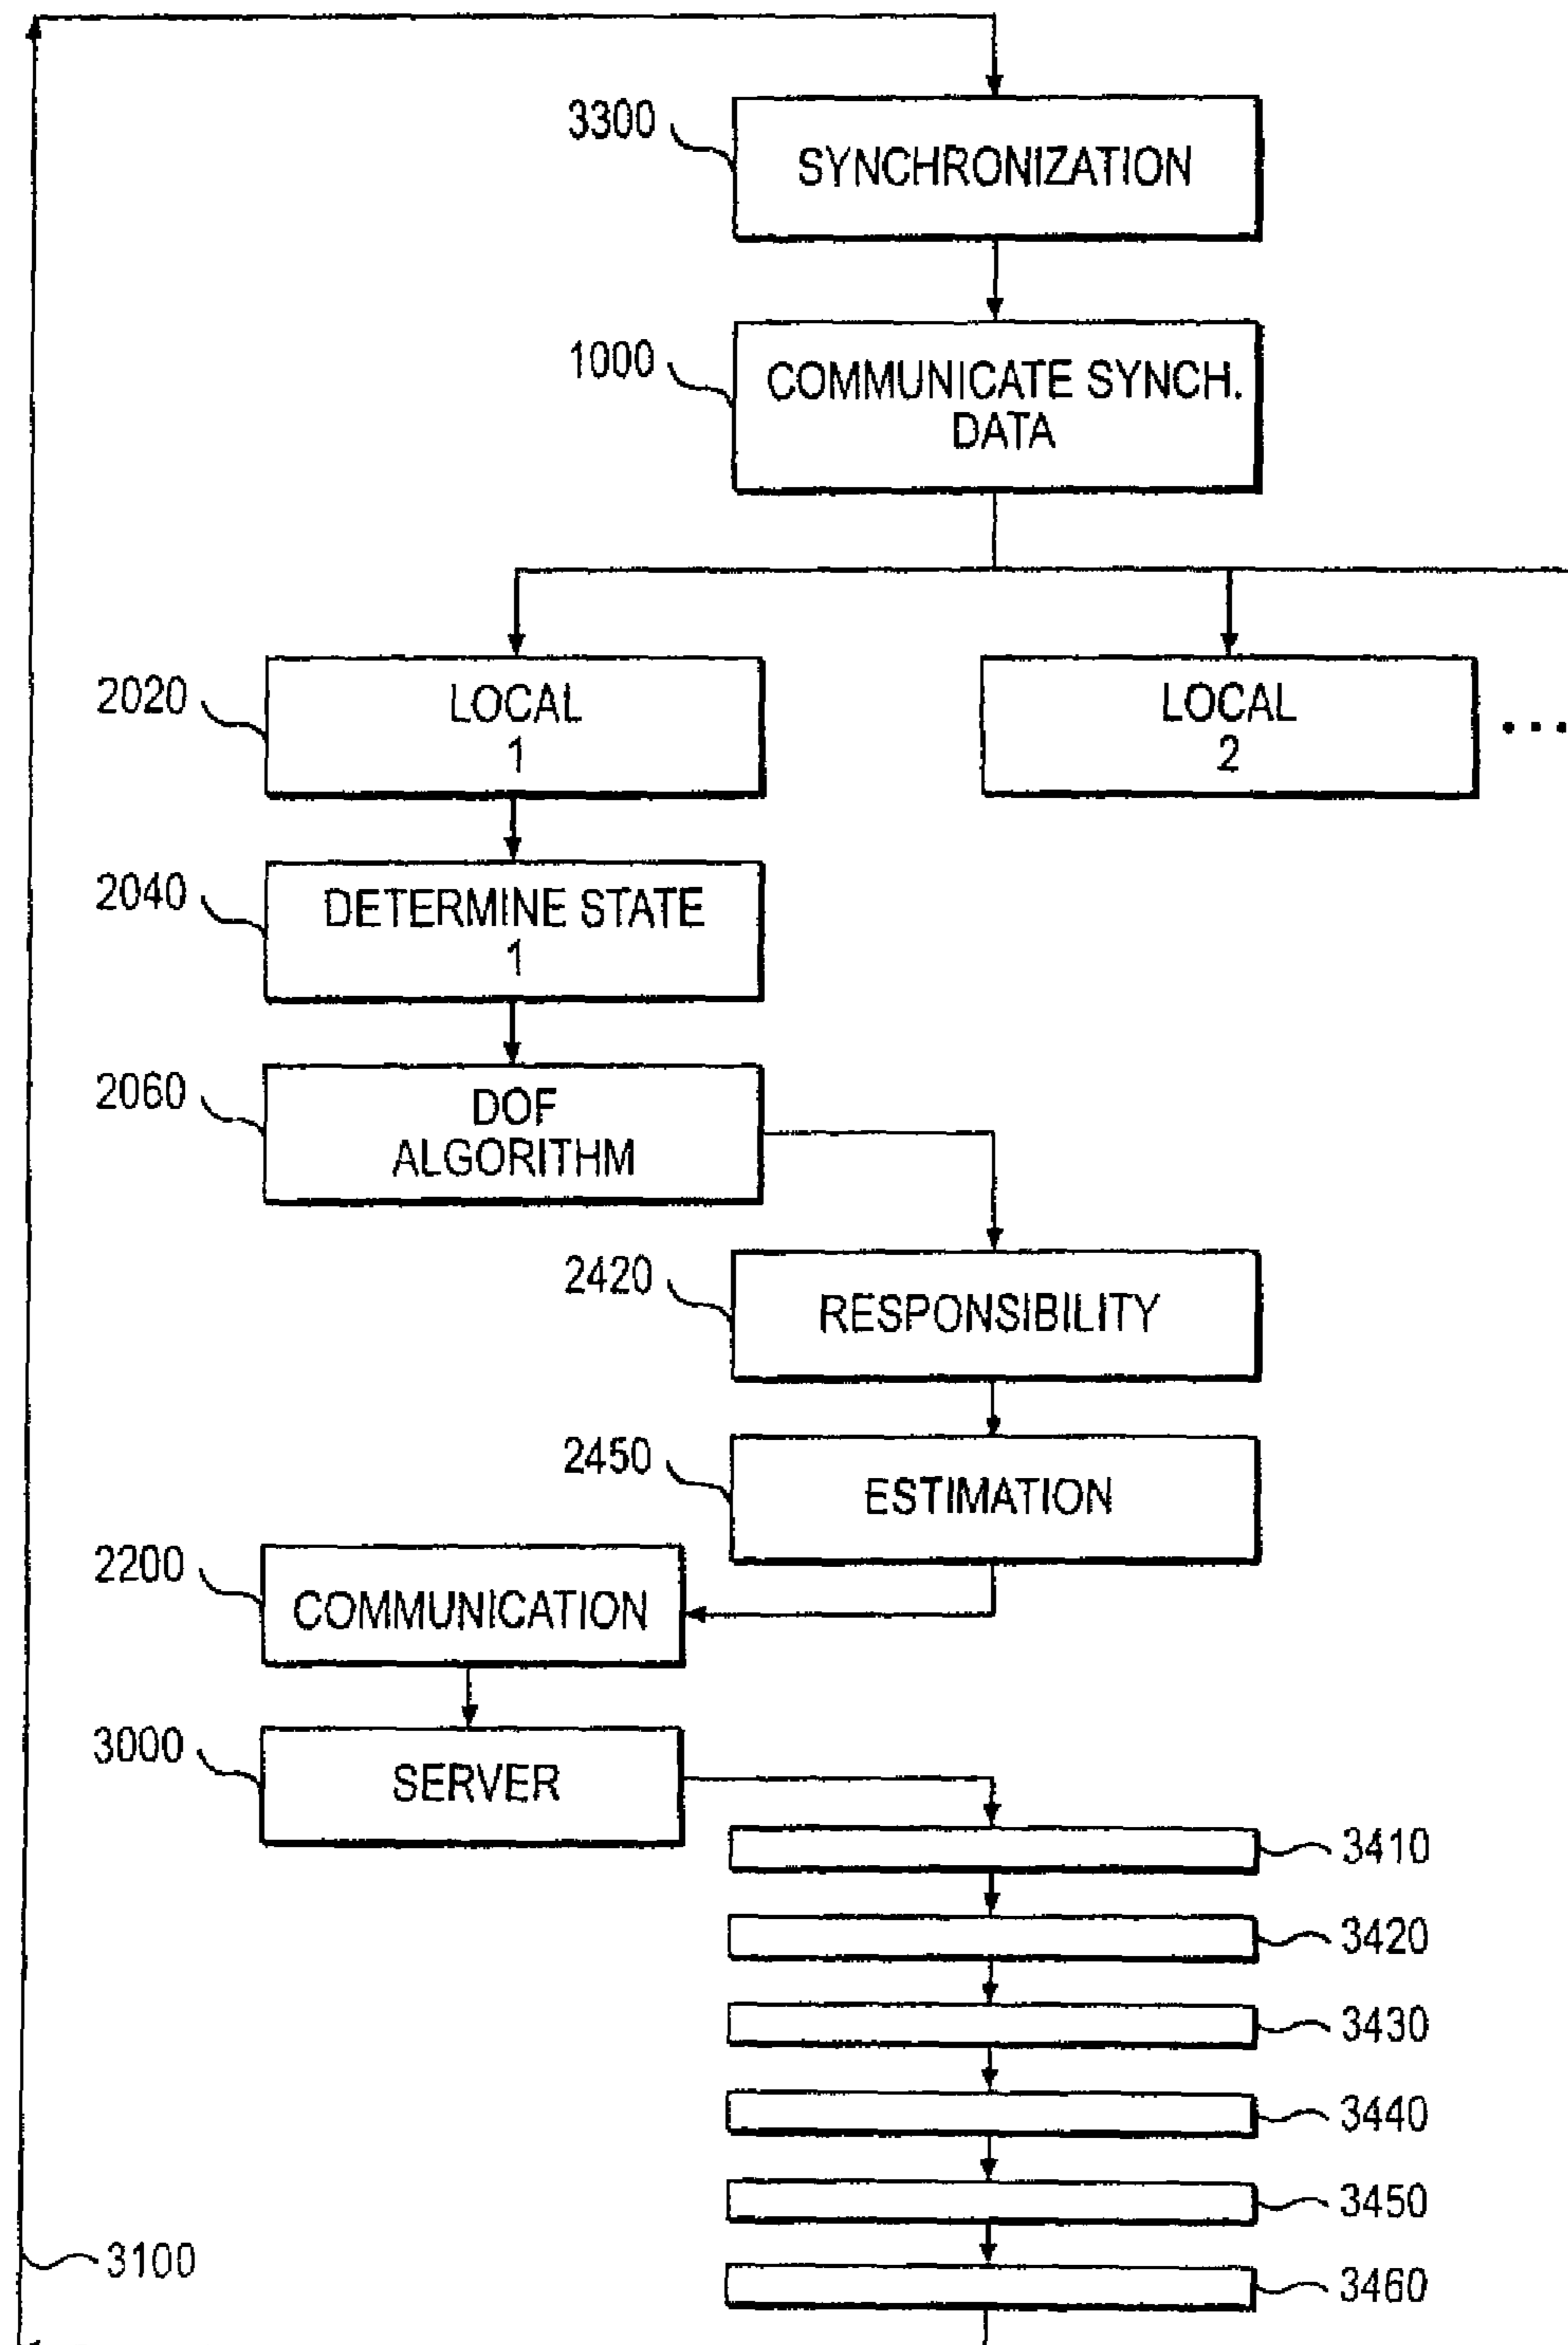 3300
SYNCHRONIZATION
1000
COMMUNICATE SYNCH.
DATA
2020
LOCAL
1
LOCAL
2
...
2040
DETERMINE STATE
1
2060
DOF
ALGORITHM
2420
RESPONSIBILITY
2450
ESTIMATION
2200
COMMUNICATION
3000
SERVER
3410
3420
3430
3440
3450
3100
3460